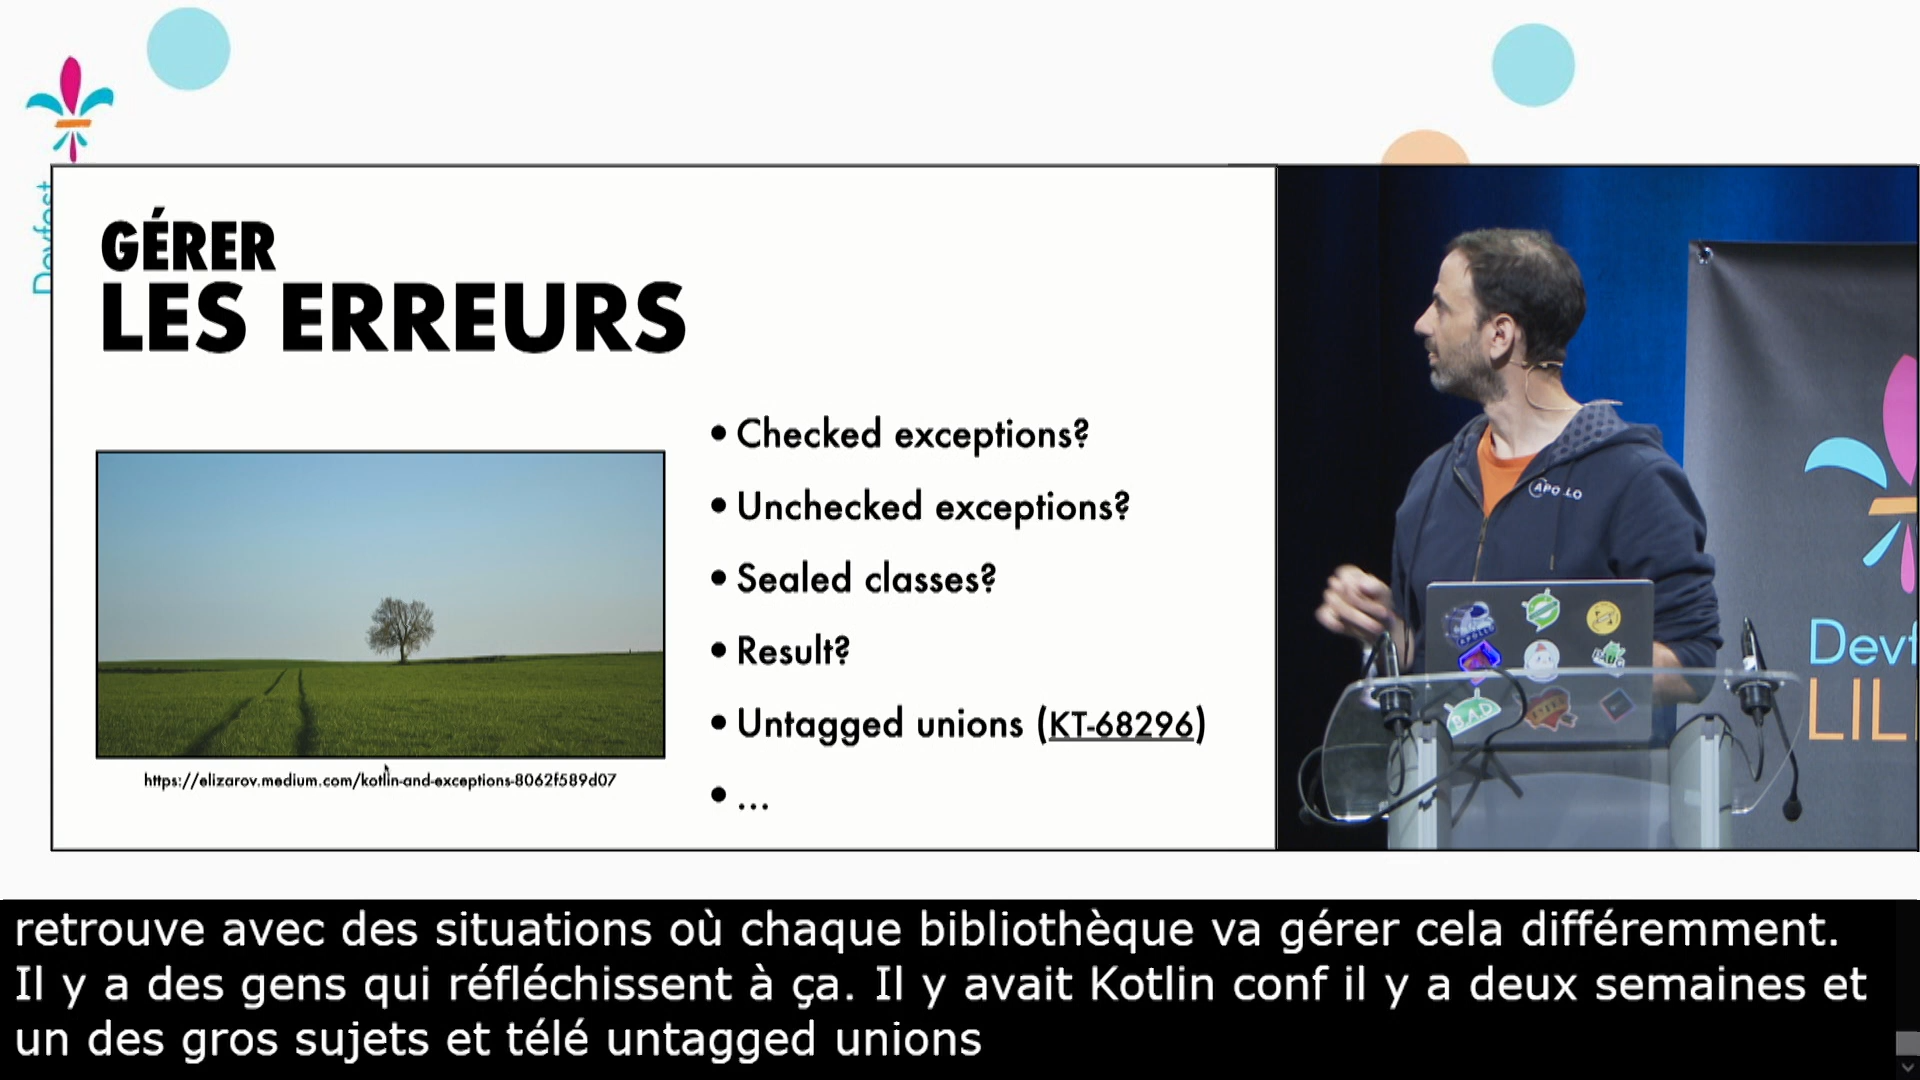 Devfest
GÉRER
LES ERREURS
• Checked exceptions?
• Unchecked exceptions?
• Sealed classes?
• Result?
• Untagged unions (KT-68296)
• ...
https://elizarov.medium.com/kotlin-and-exceptions-8062f589d07
APOLLO
APOLLO
B.A.D
Devf
LIL
retrouve avec des situations où chaque bibliothèque va gérer cela différemment.
Il y a des gens qui réfléchissent à ça. Il y avait Kotlin conf il y a deux semaines et
un des gros sujets et télé untagged unions